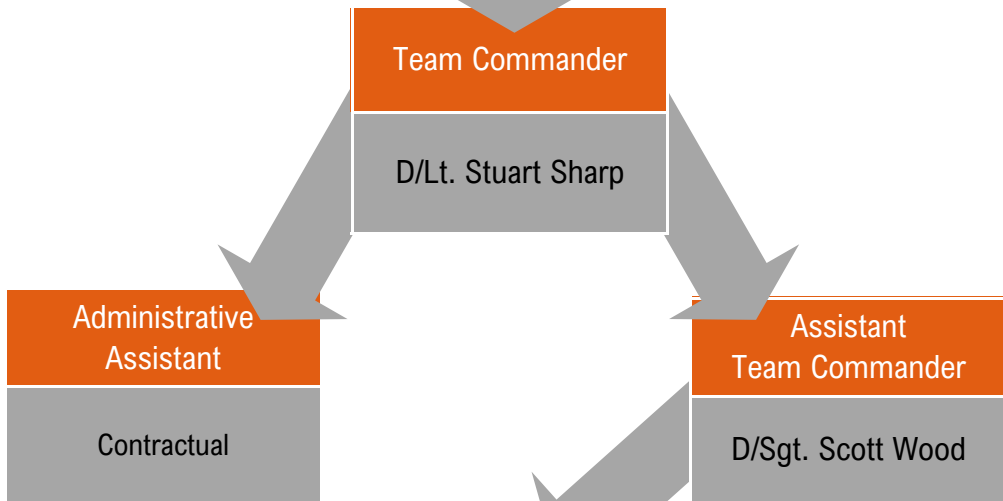 Team Commander
D/Lt. Stuart Sharp
Administrative
Assistant
Contractual
Assistant
Team Commander
D/Sgt. Scott Wood